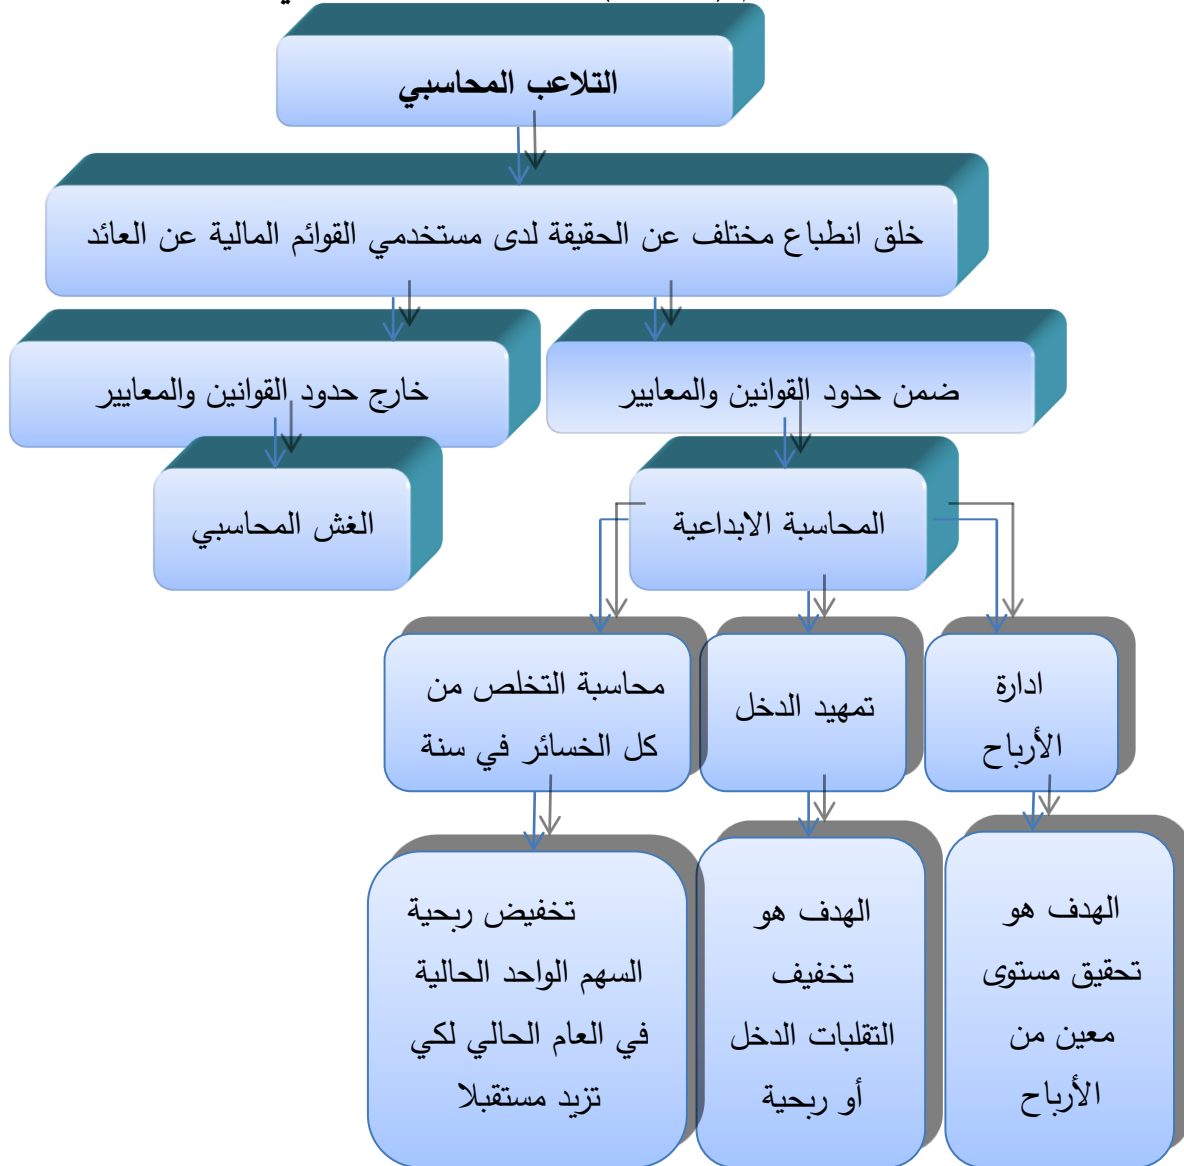 التلاعب المحاسبي
خلق انطباع مختلف عن الحقيقة لدى مستخدمي القوائم المالية عن العائد
ضمن حدود القوانين والمعايير
خارج حدود القوانين والمعايير
المحاسبة الابداعية
الغش المحاسبي
ادارة
الأرباح
تمهيد الدخل
محاسبة التخلص من
كل الخسائر في سنة
الهدف هو
تحقيق مستوى
معين من
الأرباح
الهدف هو
تخفيف
التقلبات الدخل
أو ربحية
تخفيض ربحية
السهم الواحد الحالية
في العام الحالي لكي
تزيد مستقبلا